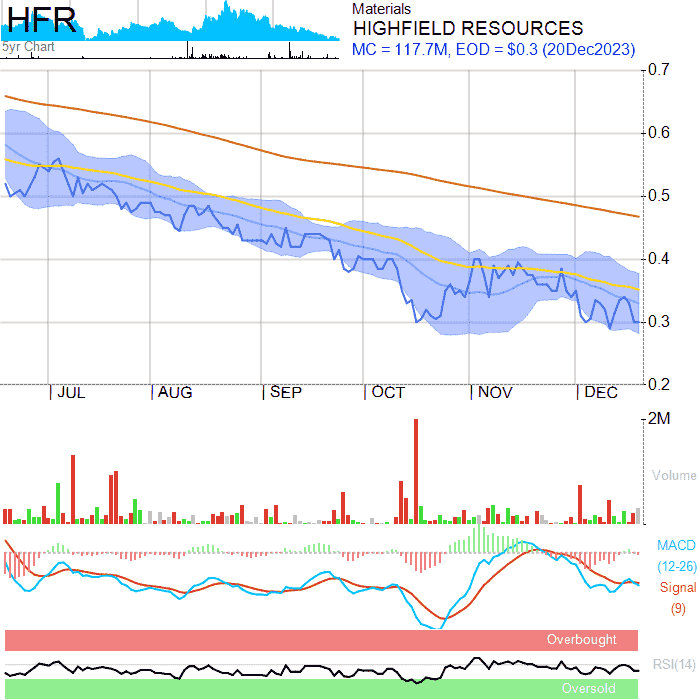 HFR
5yr Chart
Materials
HIGHFIELD RESOURCES
MC = 117.7M, EOD = $0.3 (20Dec2023)
0.7
0.6
0.5
0.4
0.3
0.2
JUL AUG SEP OCT NOV DEC
2M
Volume
MACD
(12-26)
Signal
(9)
Overbought
RSI(14)
Oversold